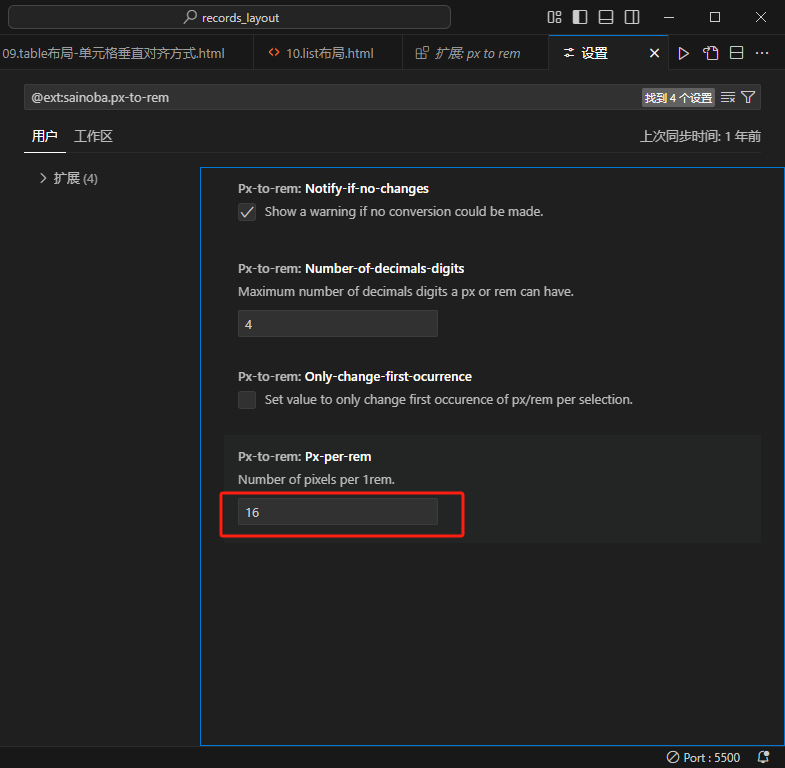 records_layout
09.table布局-单元格垂直对齐方式.html
10.list布局.html
扩展: px to rem
设置
@ext:sainoba.px-to-rem
找到 4 个设置
用户
工作区
上次同步时间: 1 年前
扩展 (4)
Px-to-rem: Notify-if-no-changes
Show a warning if no conversion could be made.
Px-to-rem: Number-of-decimals-digits
Maximum number of decimals digits a px or rem can have.
4
Px-to-rem: Only-change-first-ocurrence
Set value to only change first occurence of px/rem per selection.
Px-to-rem: Px-per-rem
Number of pixels per 1rem.
16
Port : 5500